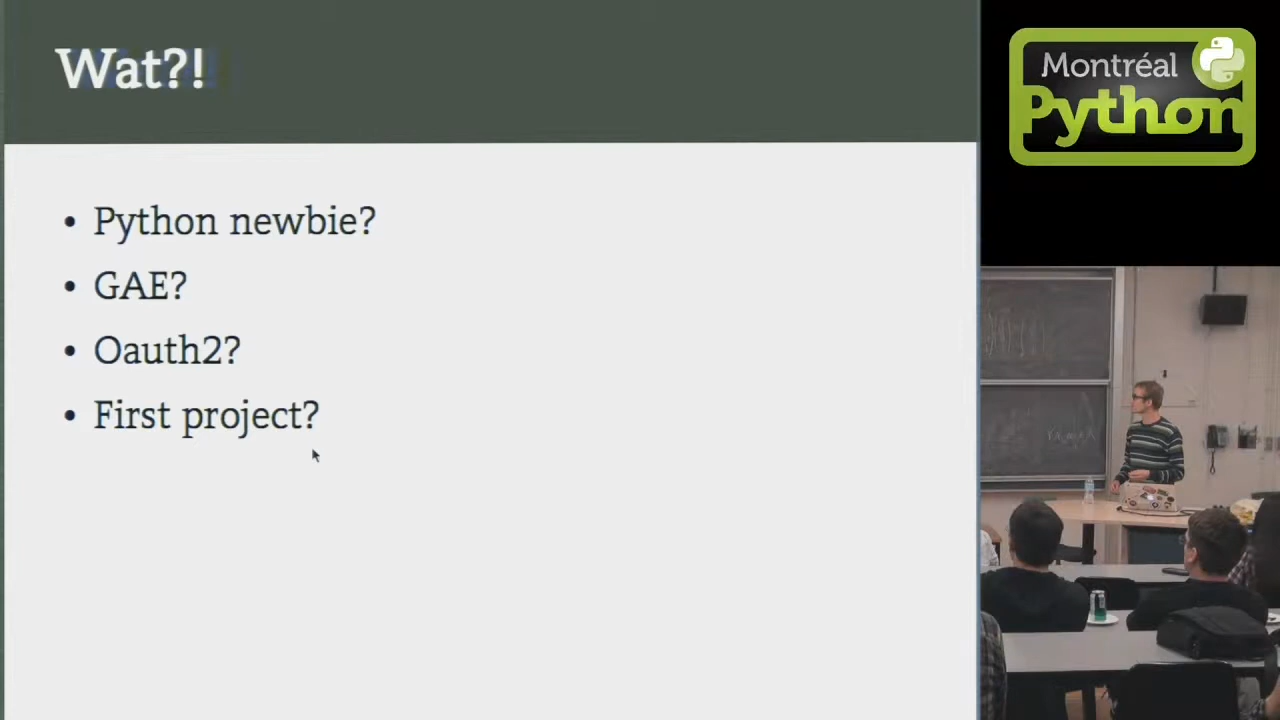 Wat?!
• Python newbie?
• GAE?
• Oauth2?
• First project?
Montréal
Python